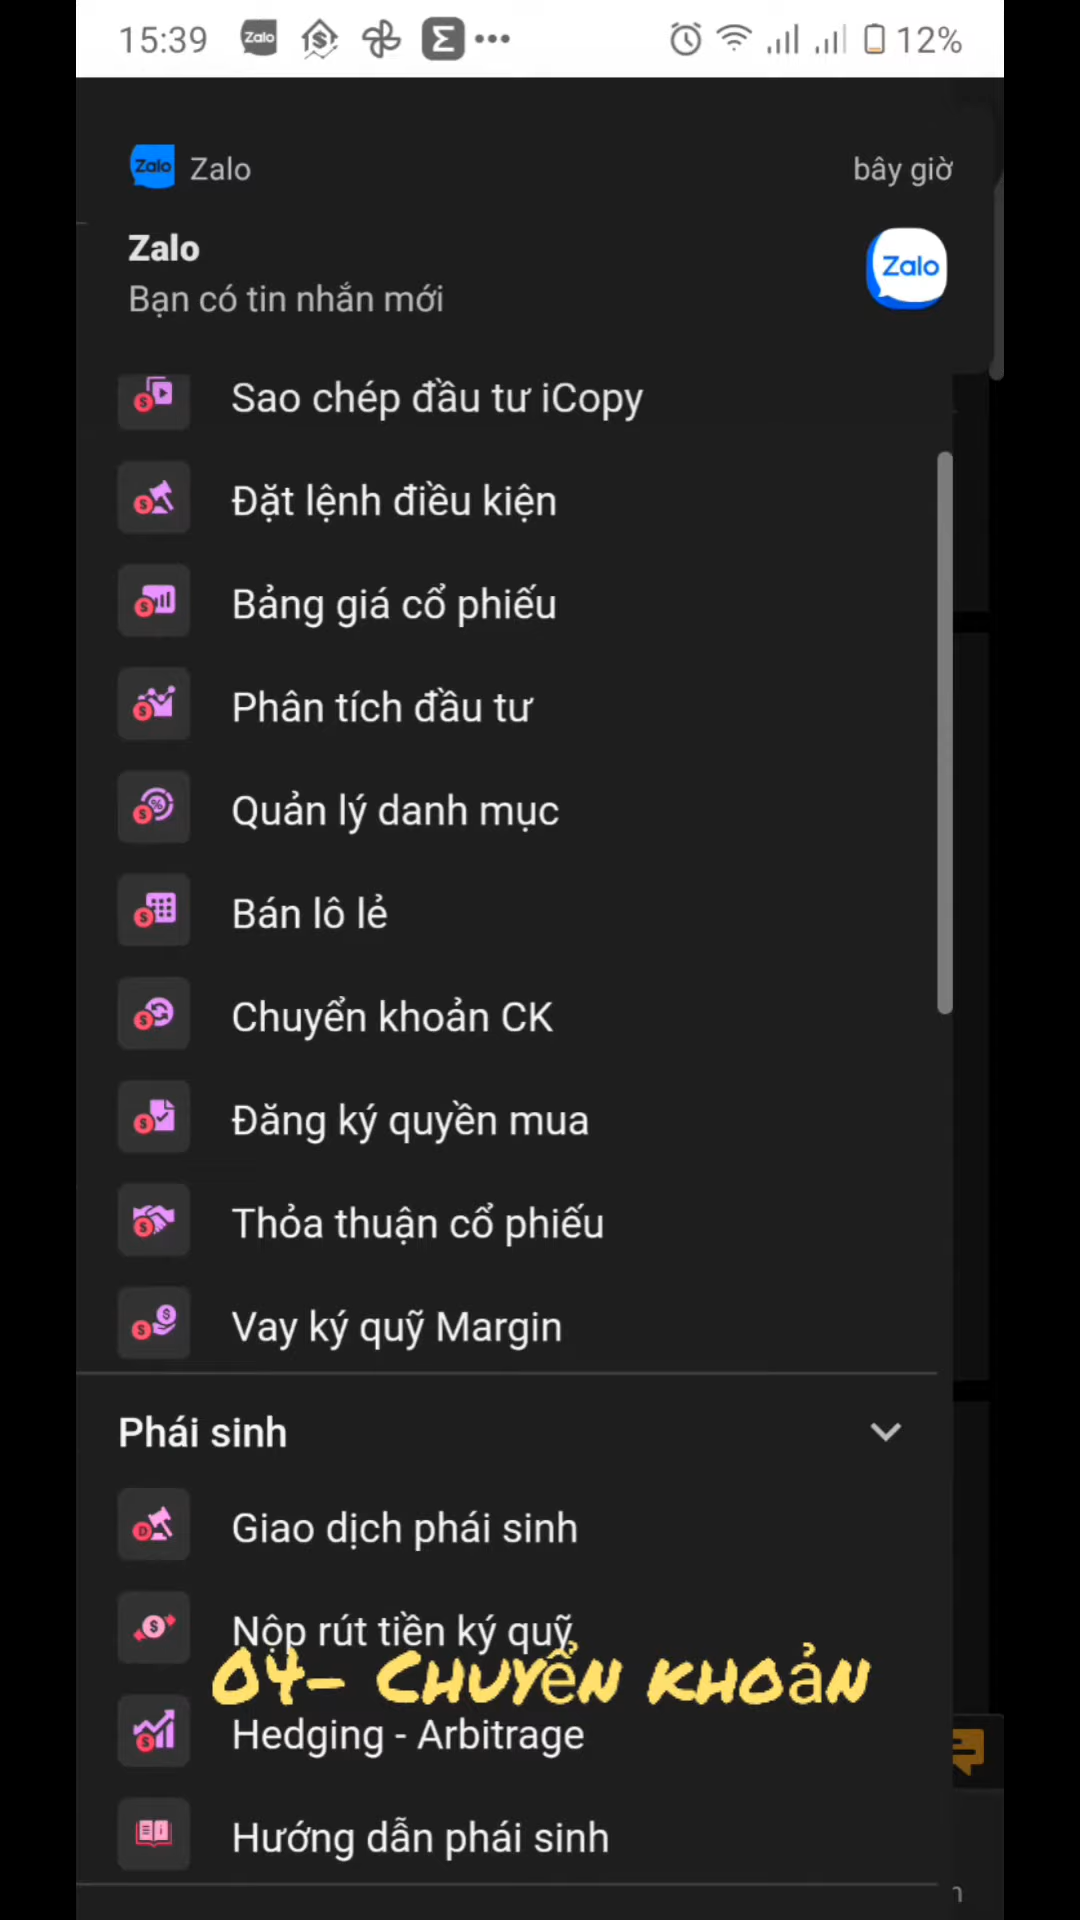 15:39 Zalo 12%
Zalo Zalo bây giờ
Zalo
Zalo
Bạn có tin nhắn mới
Sao chép đầu tư iCopy
Đặt lệnh điều kiện
Bảng giá cổ phiếu
Phân tích đầu tư
Quản lý danh mục
Bán lô lẻ
Chuyển khoản CK
Đăng ký quyền mua
Thỏa thuận cổ phiếu
Vay ký quỹ Margin
Phái sinh
Giao dịch phái sinh
Nộp rút tiền ký quỹ
04- Chuyển khoản
Hedging - Arbitrage
Hướng dẫn phái sinh